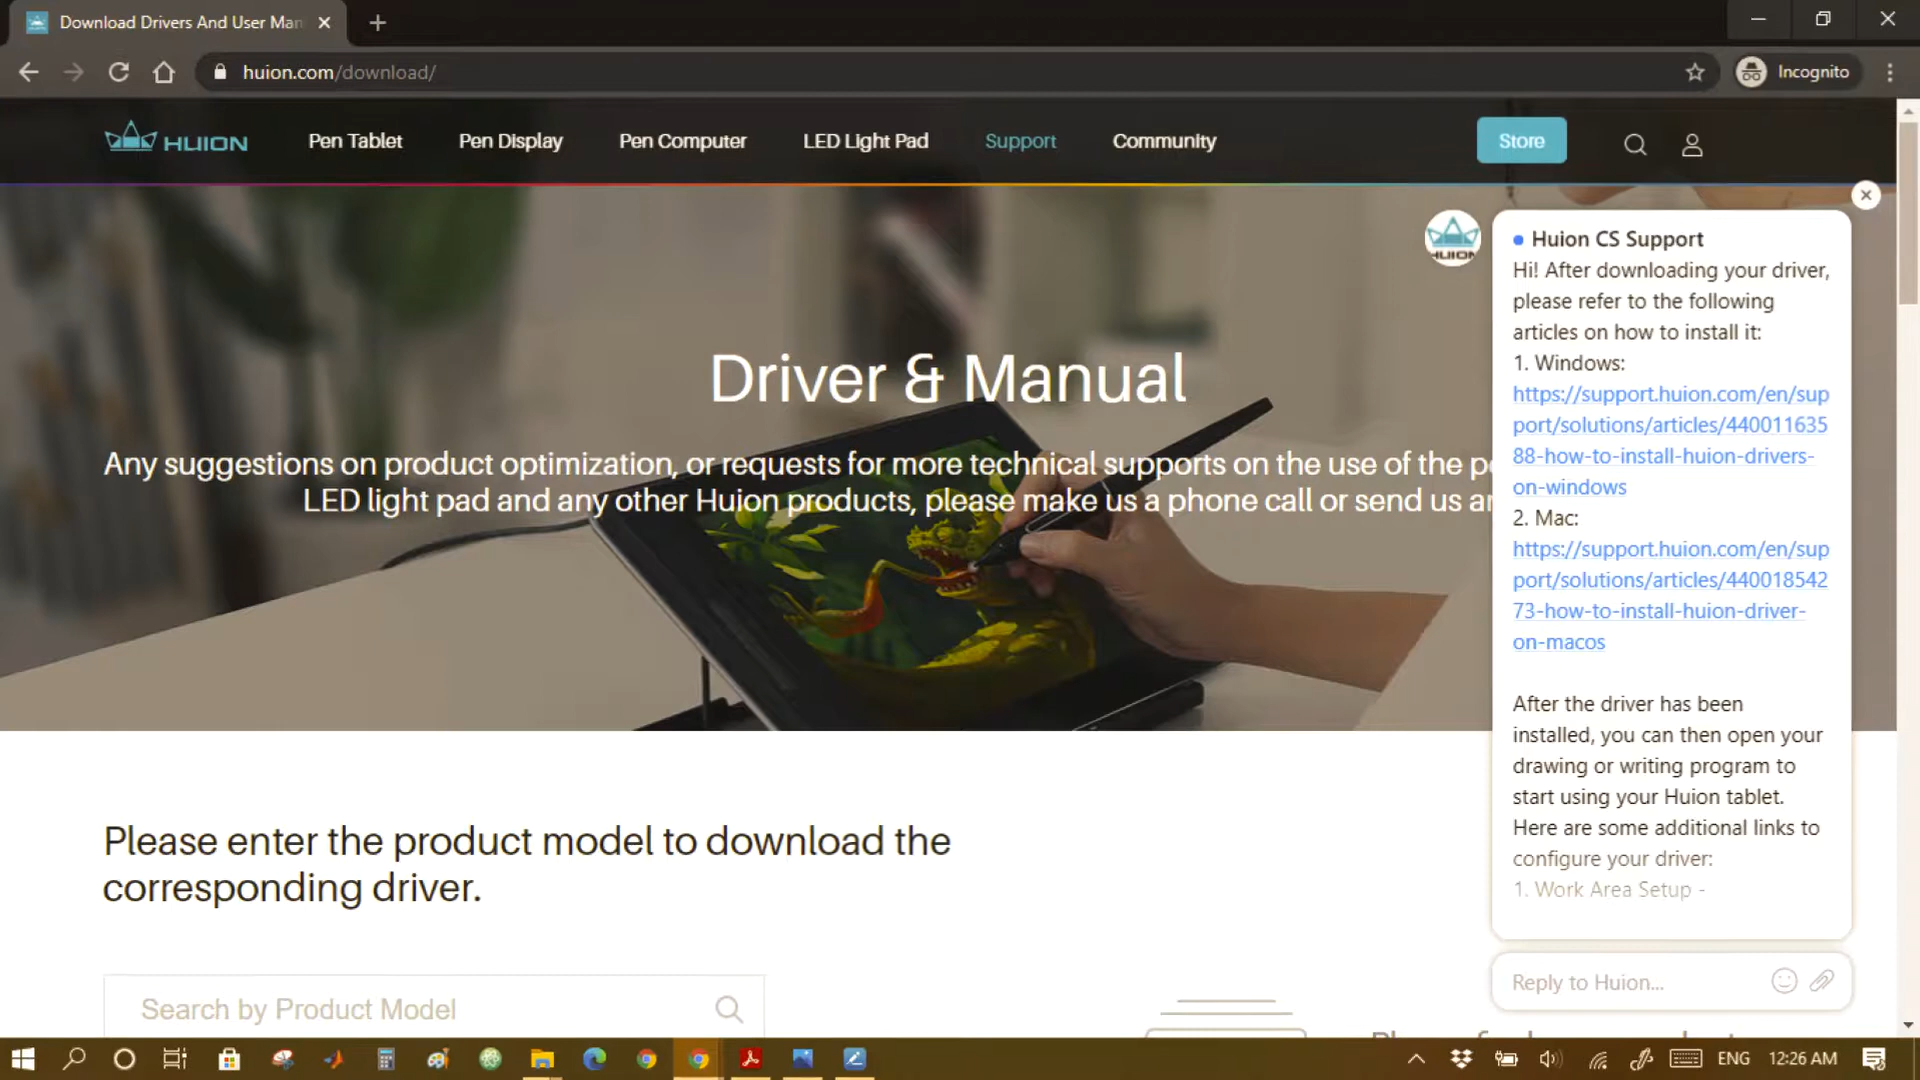 Download Drivers And User Man
huion.com/download/
Incognito
HUION
Pen Tablet
Pen Display
Pen Computer
LED Light Pad
Support
Community
Store
Driver & Manual
Any suggestions on product optimization, or requests for more technical supports on the use of the
LED light pad and any other Huion products, please make us a phone call or send us
HUION
Huion CS Support
Hi! After downloading your driver,
please refer to the following
articles on how to install it:
1. Windows:
https://support.huion.com/en/sup
port/solutions/articles/440011635
88-how-to-install-huion-drivers-
on-windows
2. Mac:
https://support.huion.com/en/sup
port/solutions/articles/440018542
73-how-to-install-huion-driver-
on-macos
After the driver has been
installed, you can then open your
drawing or writing program to
start using your Huion tablet.
Here are some additional links to
configure your driver:
1. Work Area Setup -
Reply to Huion...
Please enter the product model to download the
corresponding driver.
Search by Product Model
ENG
12:26 AM